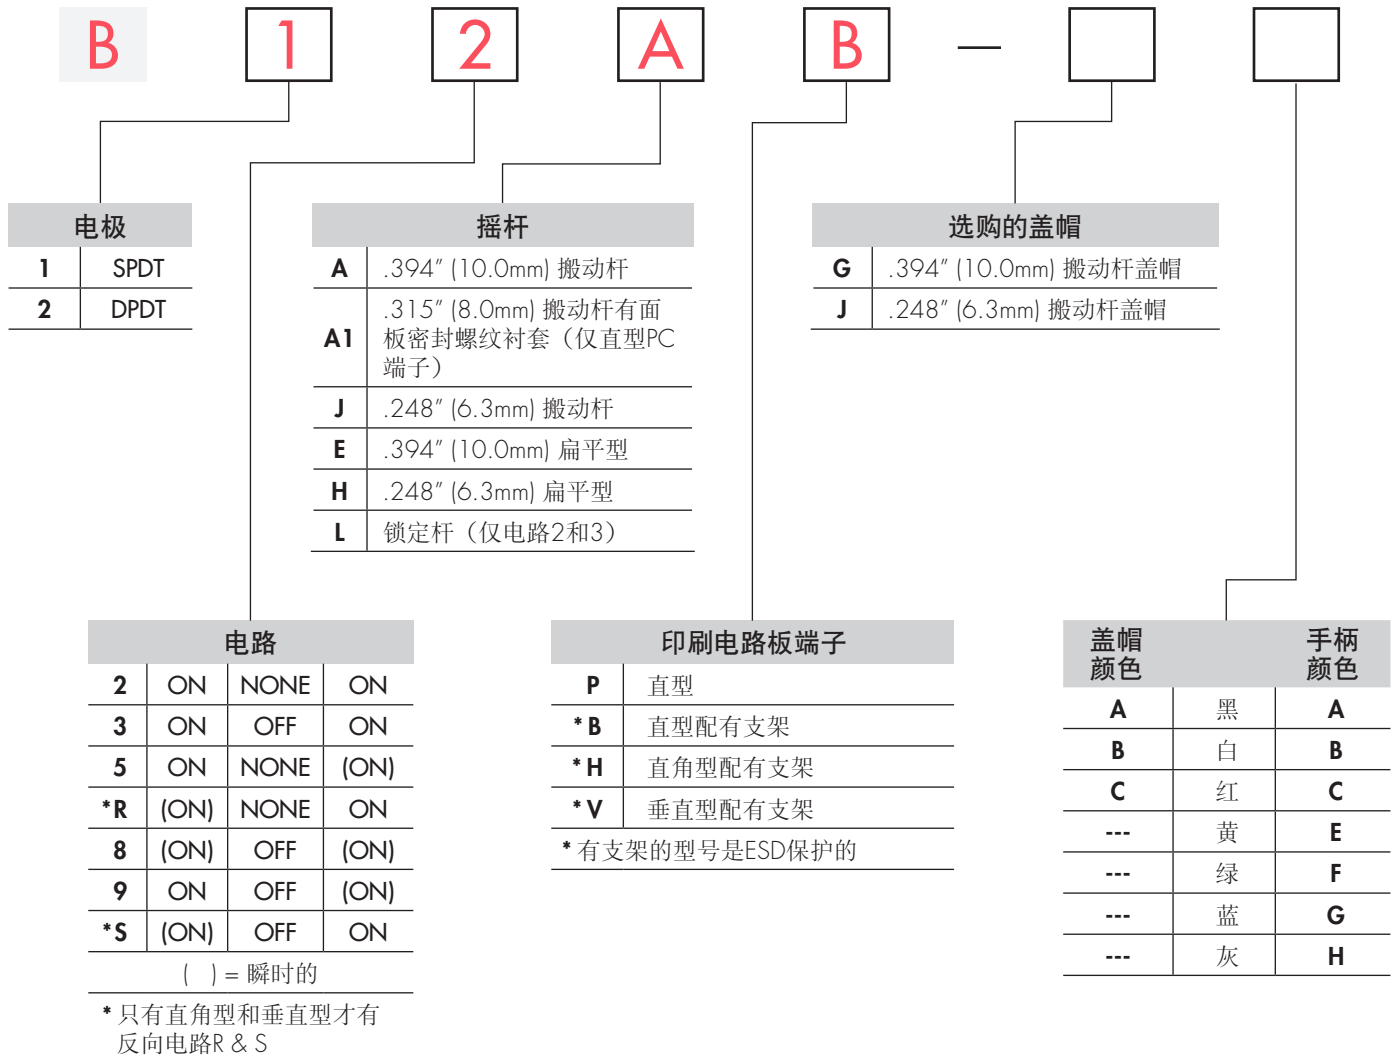 B 1 2 A B —
电极
1 SPDT
2 DPDT
摇杆
A .394" (10.0mm) 搬动杆
A1 .315" (8.0mm) 搬动杆有面
板密封螺纹衬套（仅直型PC
端子）
J .248" (6.3mm) 搬动杆
E .394" (10.0mm) 扁平型
H .248" (6.3mm) 扁平型
L 锁定杆（仅电路2和3）
选购的盖帽
G .394" (10.0mm) 搬动杆盖帽
J .248" (6.3mm) 搬动杆盖帽
电路
2 ON NONE ON
3 ON OFF ON
5 ON NONE (ON)
*R (ON) NONE ON
8 (ON) OFF (ON)
9 ON OFF (ON)
*S (ON) OFF ON
( ) = 瞬时的
* 只有直角型和垂直型才有
反向电路R & S
印刷电路板端子
P 直型
*B 直型配有支架
*H 直角型配有支架
*V 垂直型配有支架
* 有支架的型号是ESD保护的
盖帽 手柄
颜色 颜色
A 黑 A
B 白 B
C 红 C
--- 黄 E
--- 绿 F
--- 蓝 G
--- 灰 H